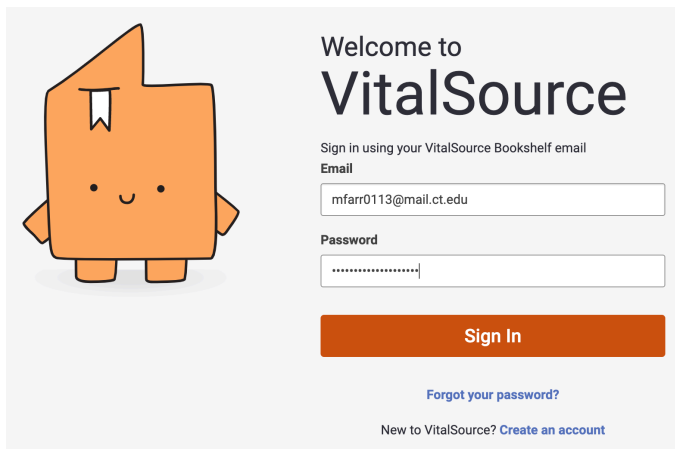 Welcome to
VitalSource
Sign in using your VitalSource Bookshelf email
Email
mfarr0113@mail.ct.edu
Password
••••••••••••••••••••
Sign In
Forgot your password?
New to VitalSource? Create an account